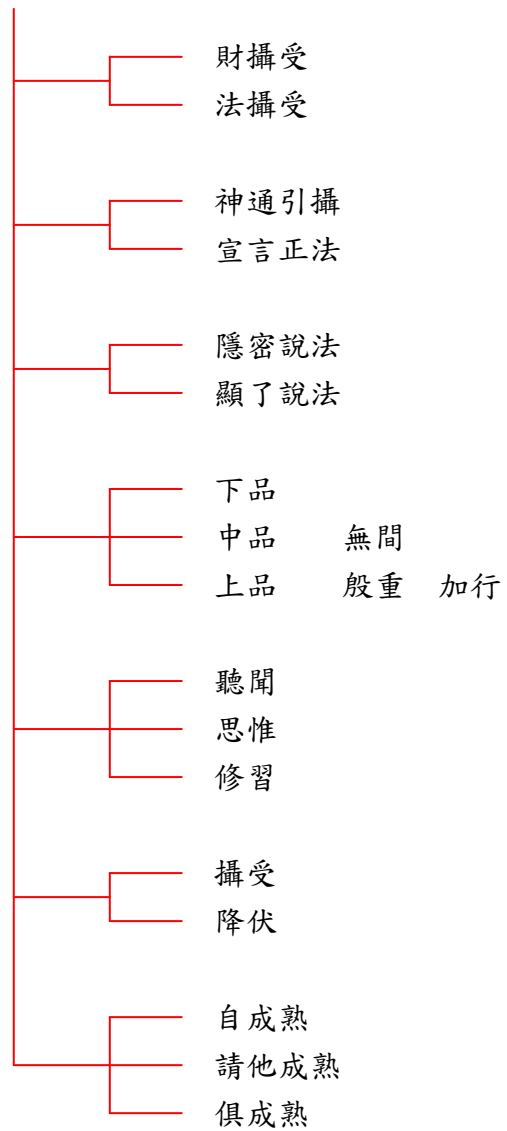 財攝受
法攝受
神通引攝
宣言正法
隱密說法
顯了說法
下品
中品 無間
上品 殷重 加行
聽聞
思惟
修習
攝受
降伏
自成熟
請他成熟
俱成熟